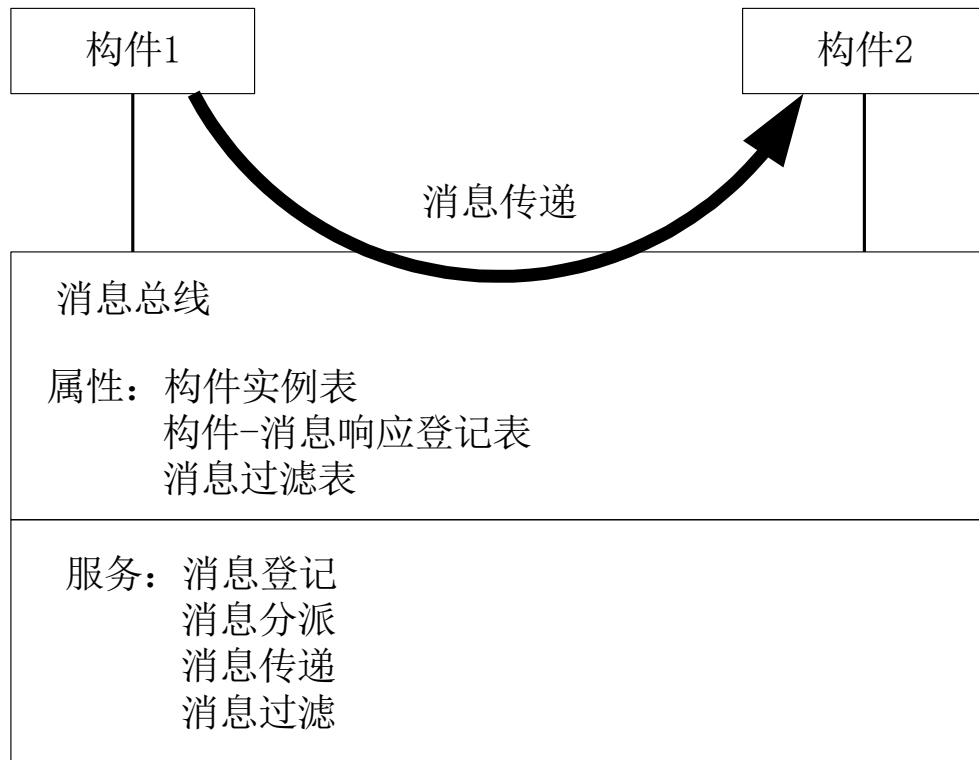 构件1
构件2
消息传递
消息总线
属性：构件实例表
构件-消息响应登记表
消息过滤表
服务：消息登记
消息分派
消息传递
消息过滤